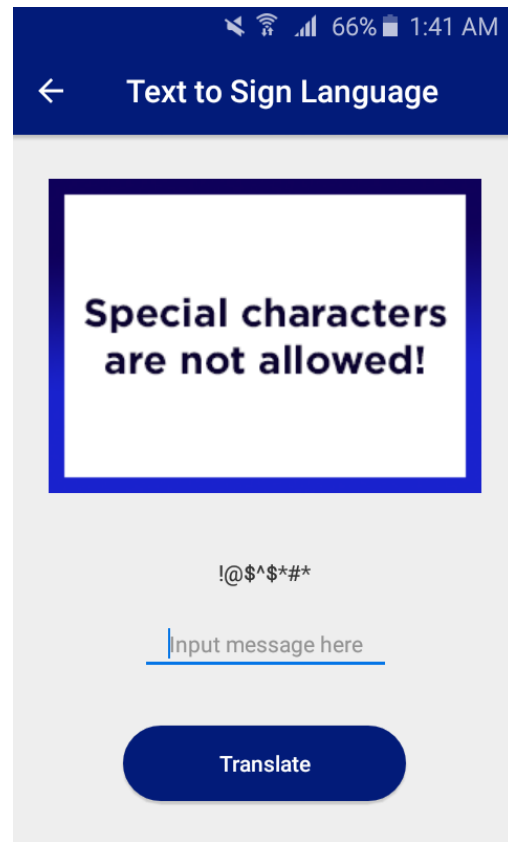 66% 1:41 AM
Text to Sign Language
Special characters
are not allowed!
!@$^$*#*
Input message here
Translate